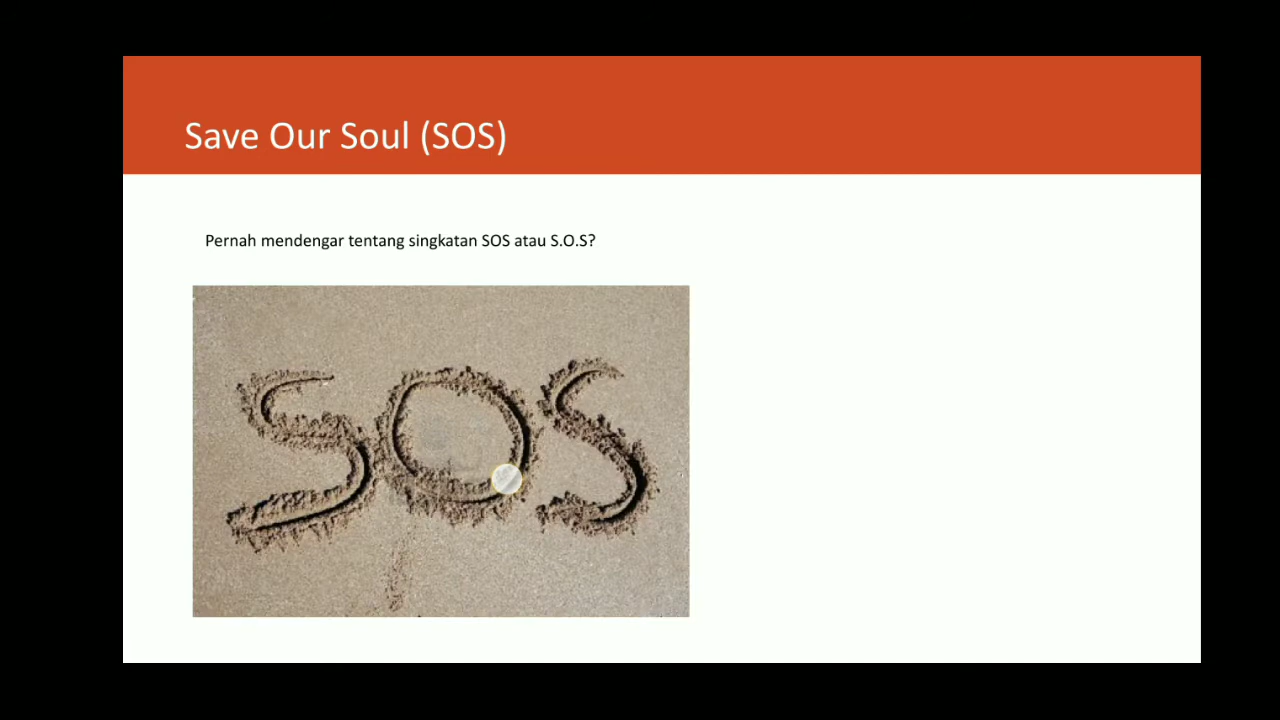 Save Our Soul (SOS)
Pernah mendengar tentang singkatan SOS atau S.O.S?
SOS